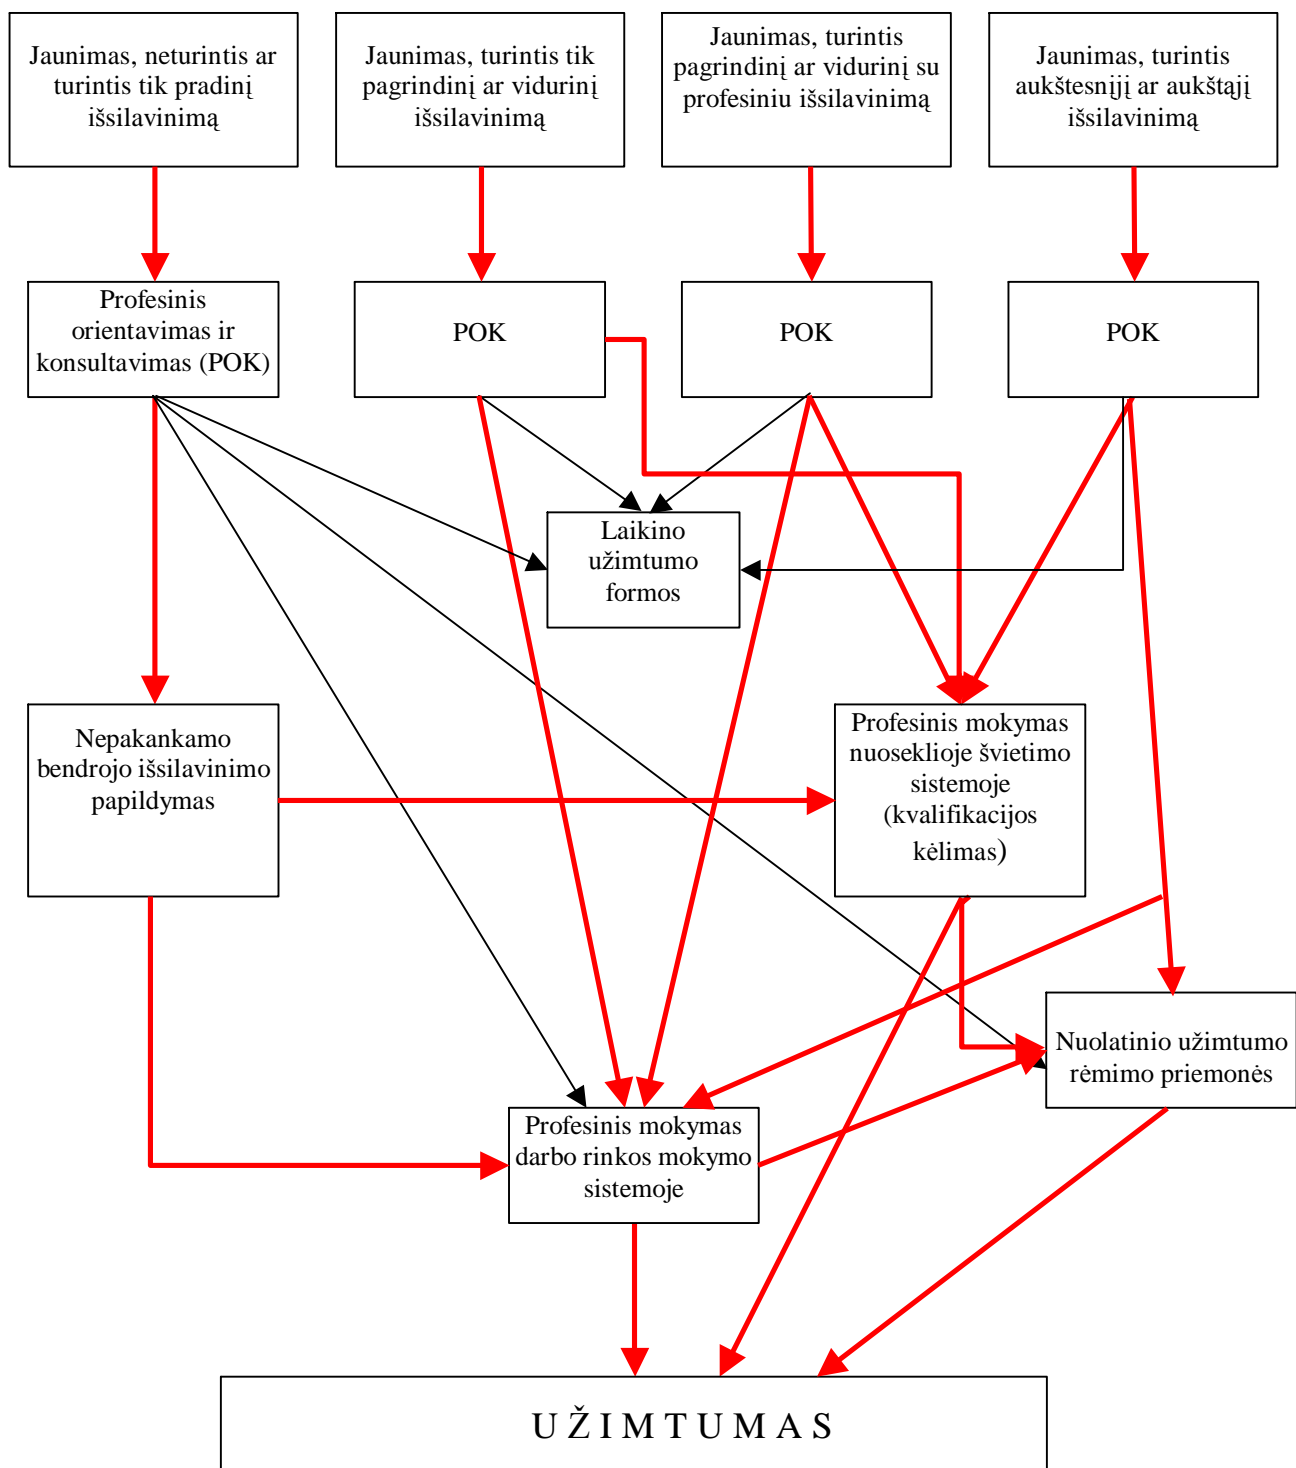 Jaunimas, neturintis ar
turintis tik pradinį
išsilavinimą
Jaunimas, turintis tik
pagrindinį ar vidurinį
išsilavinimą
Jaunimas, turintis
pagrindinį ar vidurinį su
profesiniu išsilavinimą
Jaunimas, turintis
aukštesnįjį ar aukštąjį
išsilavinimą
Profesinis
orientavimas ir
konsultavimas (POK)
POK
POK
POK
Laikino
užimtumo
formos
Nepakankamo
bendrojo išsilavinimo
papildymas
Profesinis mokymas
nuoseklioje švietimo
sistemoje
(kvalifikacijos
kėlimas)
Nuolatinio užimtumo
rėmimo priemonės
Profesinis mokymas
darbo rinkos mokymo
sistemoje
U Ž I M T U M A S